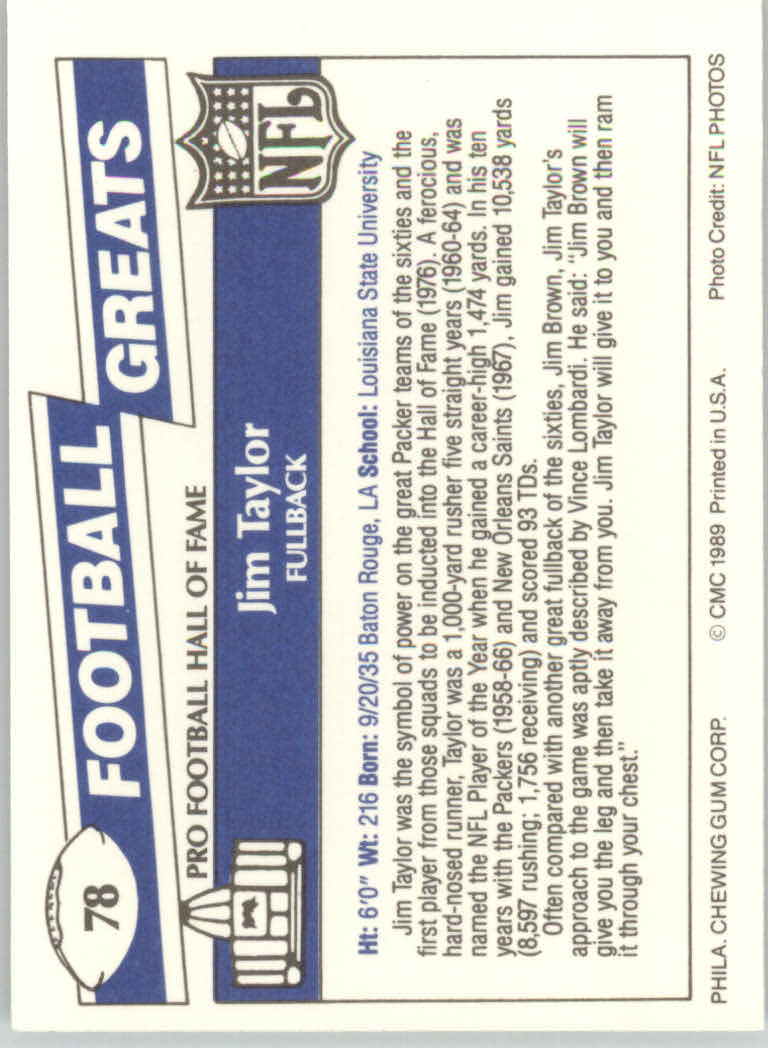 78
FOOTBALL
GREATS
PRO FOOTBALL HALL OF FAME
Jim Taylor
FULLBACK
NFL
Ht: 6'0" Wt: 216 Born: 9/20/35 Baton Rouge, LA School: Louisiana State University
Jim Taylor was the symbol of power on the great Packer teams of the sixties and the
first player from those squads to be inducted into the Hall of Fame (1976). A ferocious,
hard-nosed runner, Taylor was a 1,000-yard rusher five straight years (1960-64) and was
named the NFL Player of the Year when he gained a career-high 1,474 yards. In his ten
years with the Packers (1958-66) and New Orleans Saints (1967), Jim gained 10,538 yards
(8,597 rushing; 1,756 receiving) and scored 93 TDs.
Often compared with another great fullback of the sixties, Jim Brown, Jim Taylor's
approach to the game was aptly described by Vince Lombardi. He said: "Jim Brown will
give you the leg and then take it away from you. Jim Taylor will give it to you and then ram
it through your chest."
PHILA. CHEWING GUM CORP. © CMC 1989 Printed in U.S.A. Photo Credit: NFL PHOTOS